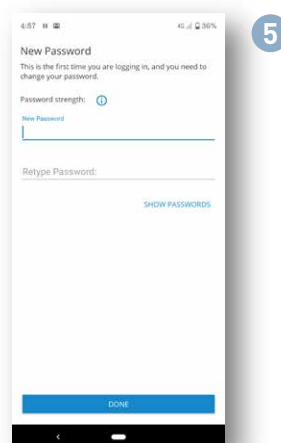 4:57
4G 36%
5
New Password
This is the first time you are logging in, and you need to
change your password.
Password strength:
New Password
Retype Password:
SHOW PASSWORDS
DONE